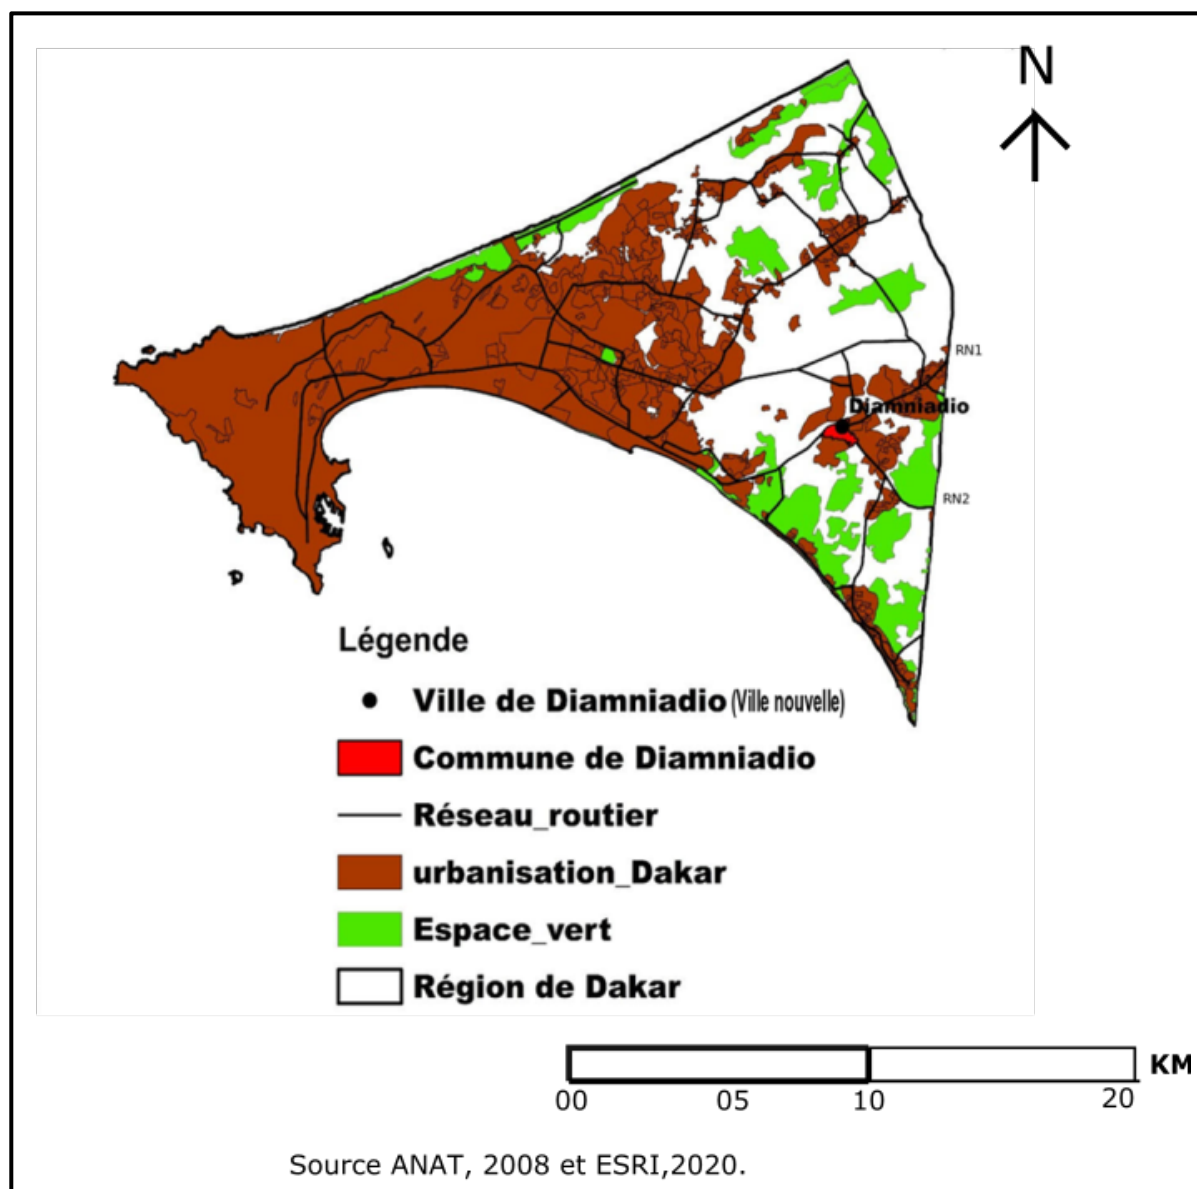 N
RN1
Diamniadio
RN2
Légende
Ville de Diamniadio (Ville nouvelle)
Commune de Diamniadio
Réseau_routier
urbanisation_Dakar
Espace_vert
Région de Dakar
KM
00 05 10 20
Source ANAT, 2008 et ESRI,2020.